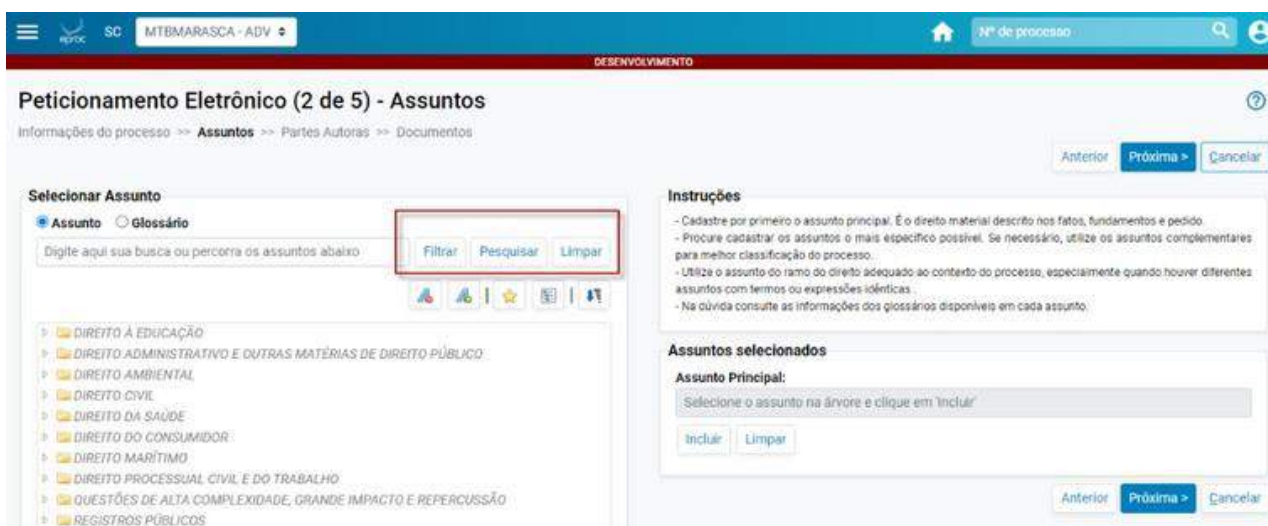 eproc SC MTBMARASCA - ADV Nº de processo
DESENVOLVIMENTO
Peticionamento Eletrônico (2 de 5) - Assuntos
Informações do processo >> Assuntos >> Partes Autoras >> Documentos
Anterior Próxima > Cancelar
Selecionar Assunto
Assunto Glossário
Digite aqui sua busca ou percorra os assuntos abaixo Filtrar Pesquisar Limpar
DIREITO À EDUCAÇÃO
DIREITO ADMINISTRATIVO E OUTRAS MATÉRIAS DE DIREITO PÚBLICO
DIREITO AMBIENTAL
DIREITO CIVIL
DIREITO DA SAÚDE
DIREITO DO CONSUMIDOR
DIREITO MARÍTIMO
DIREITO PROCESSUAL CIVIL E DO TRABALHO
QUESTÕES DE ALTA COMPLEXIDADE, GRANDE IMPACTO E REPERCUSSÃO
REGISTROS PÚBLICOS
Instruções
- Cadastre por primeiro o assunto principal. É o direito material descrito nos fatos, fundamentos e pedido.
- Procure cadastrar os assuntos o mais específico possível. Se necessário, utilize os assuntos complementares
para melhor classificação do processo.
- Utilize o assunto do ramo do direito adequado ao contexto do processo, especialmente quando houver diferentes
assuntos com termos ou expressões idênticas.
- Na dúvida consulte as informações dos glossários disponíveis em cada assunto.
Assuntos selecionados
Assunto Principal:
Selecione o assunto na árvore e clique em 'Incluir'
Incluir Limpar
Anterior Próxima > Cancelar